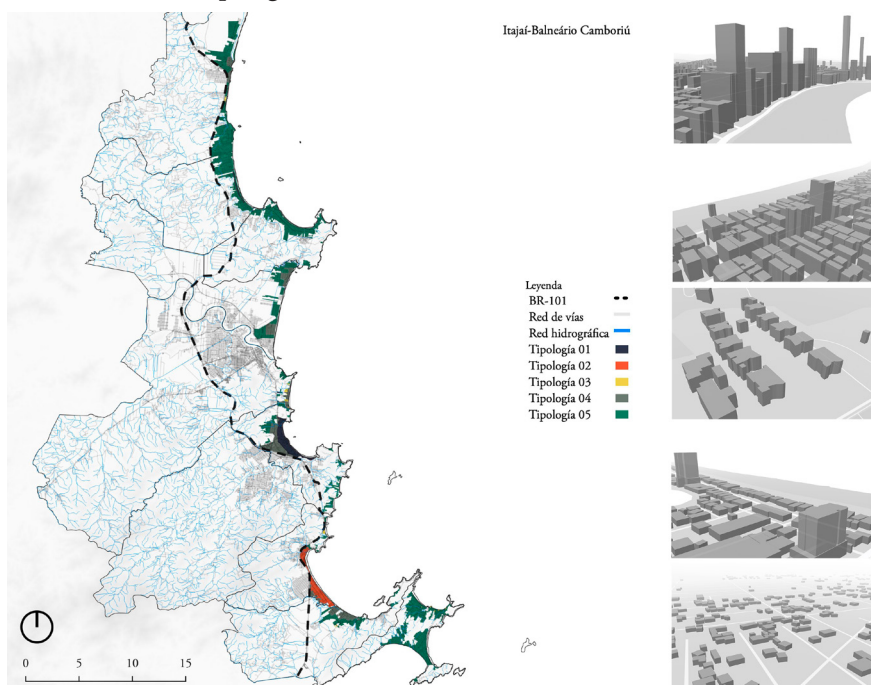 Itajaí-Balneário Camboriú
Leyenda
BR-101
Red de vías
Red hidrográfica
Tipología 01
Tipología 02
Tipología 03
Tipología 04
Tipología 05
0 5 10 15